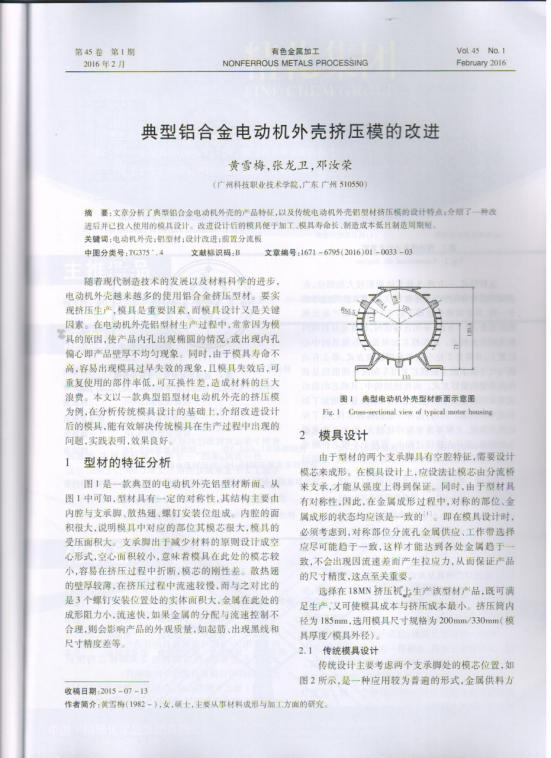 第 45 卷 第 1 期
2016 年 2 月
有色金属加工
NONFERROUS METALS PROCESSING
Vol. 45 No. 1
February 2016
典型铝合金电动机外壳挤压模的改进
黄雪梅,张龙卫,邓汝荣
(广州科技职业技术学院,广东 广州 510550)
摘 要:文章分析了典型铝合金电动机外壳的产品特征,以及传统电动机外壳铝型材挤压模的设计特点;介绍了一种改
进后并已投入使用的模具设计。改进设计后的模具便于加工、模具寿命长、制造成本低且制造周期短。
关键词:电动机外壳;铝型材;设计改进;前置分流板
中图分类号:TG375+.4 文献标识码:B 文章编号:1671-6795(2016)01-0033-03
随着现代制造技术的发展以及材料科学的进步,
电动机外壳越来越多的使用铝合金挤压型材。要实
现挤压生产,模具是重要因素,而模具设计又是关键
因素。在电动机外壳铝型材生产过程中,常常因为模
具的原因,使产品内孔出现椭圆的情况,或出现内孔
偏心即产品壁厚不均匀现象。同时,由于模具寿命不
高,容易出现模具过早失效的现象,且模具失效后,可
重复使用的部件率低,可互换性差,造成材料的巨大
浪费。本文以一款典型铝型材电动机外壳的挤压模
为例,在分析传统模具设计的基础上,介绍改进设计
后的模具,能有效解决传统模具在生产过程中出现的
问题,实践表明,效果良好。
1 型材的特征分析
图 1 是一款典型的电动机外壳铝型材断面。从
图 1 中可知,型材具有一定的对称性,其结构主要由
内腔与支承脚、散热翅、螺钉安装位组成。内腔的面
积很大,说明模具中对应的部位其模芯很大,模具的
受压面积大。支承脚出于减少材料的原则设计成空
心形式,空心面积较小,意味着模具在此处的模芯较
小,容易在挤压过程中折断,模芯的刚性差。散热翅
的壁厚较薄,在挤压过程中流速较慢,而与之对比的
是 3 个螺钉安装位置处的实体面积大,金属在此处的
成形阻力小,流速快,如果金属的分配与流速控制不
合理,则会影响产品的外观质量,如起筋、出现黑线和
尺寸精度差等。
收稿日期:2015-07-13
作者简介:黄雪梅(1982-),女,硕士,主要从事材料成形与加工方面的研究。
133
图 1 典型电动机外壳型材断面示意图
Fig. 1 Cross-sectional view of typical motor housing
2 模具设计
由于型材的两个支承脚具有空腔特征,需要设计
模芯来成形。在模具设计上,应设法让模芯由分流桥
来支承,才能从强度上得到保证。同时,由于型材具
有对称性,因此,在金属成形过程中,对称的部位、金
属成形的状态均应该是一致的[1]。即在模具设计时,
必须考虑到,对称部位分流孔金属供应、工作带选择
应尽可能趋于一致,这样才能达到各处金属趋于一
致,不会出现因流速差而产生拉应力,从而保证产品
的尺寸精度,这点至关重要。
选择在 18MN 挤压机上生产该型材产品,既可满
足生产,又可使模具成本与挤压成本最小。挤压筒内
径为 185mm,选用模具尺寸规格为 200mm/330mm(模
具厚度/模具外径)。
2.1 传统模具设计
传统设计主要考虑两个支承脚处的模芯位置,如
图 2 所示,是一种应用较为普遍的形式,金属供料方